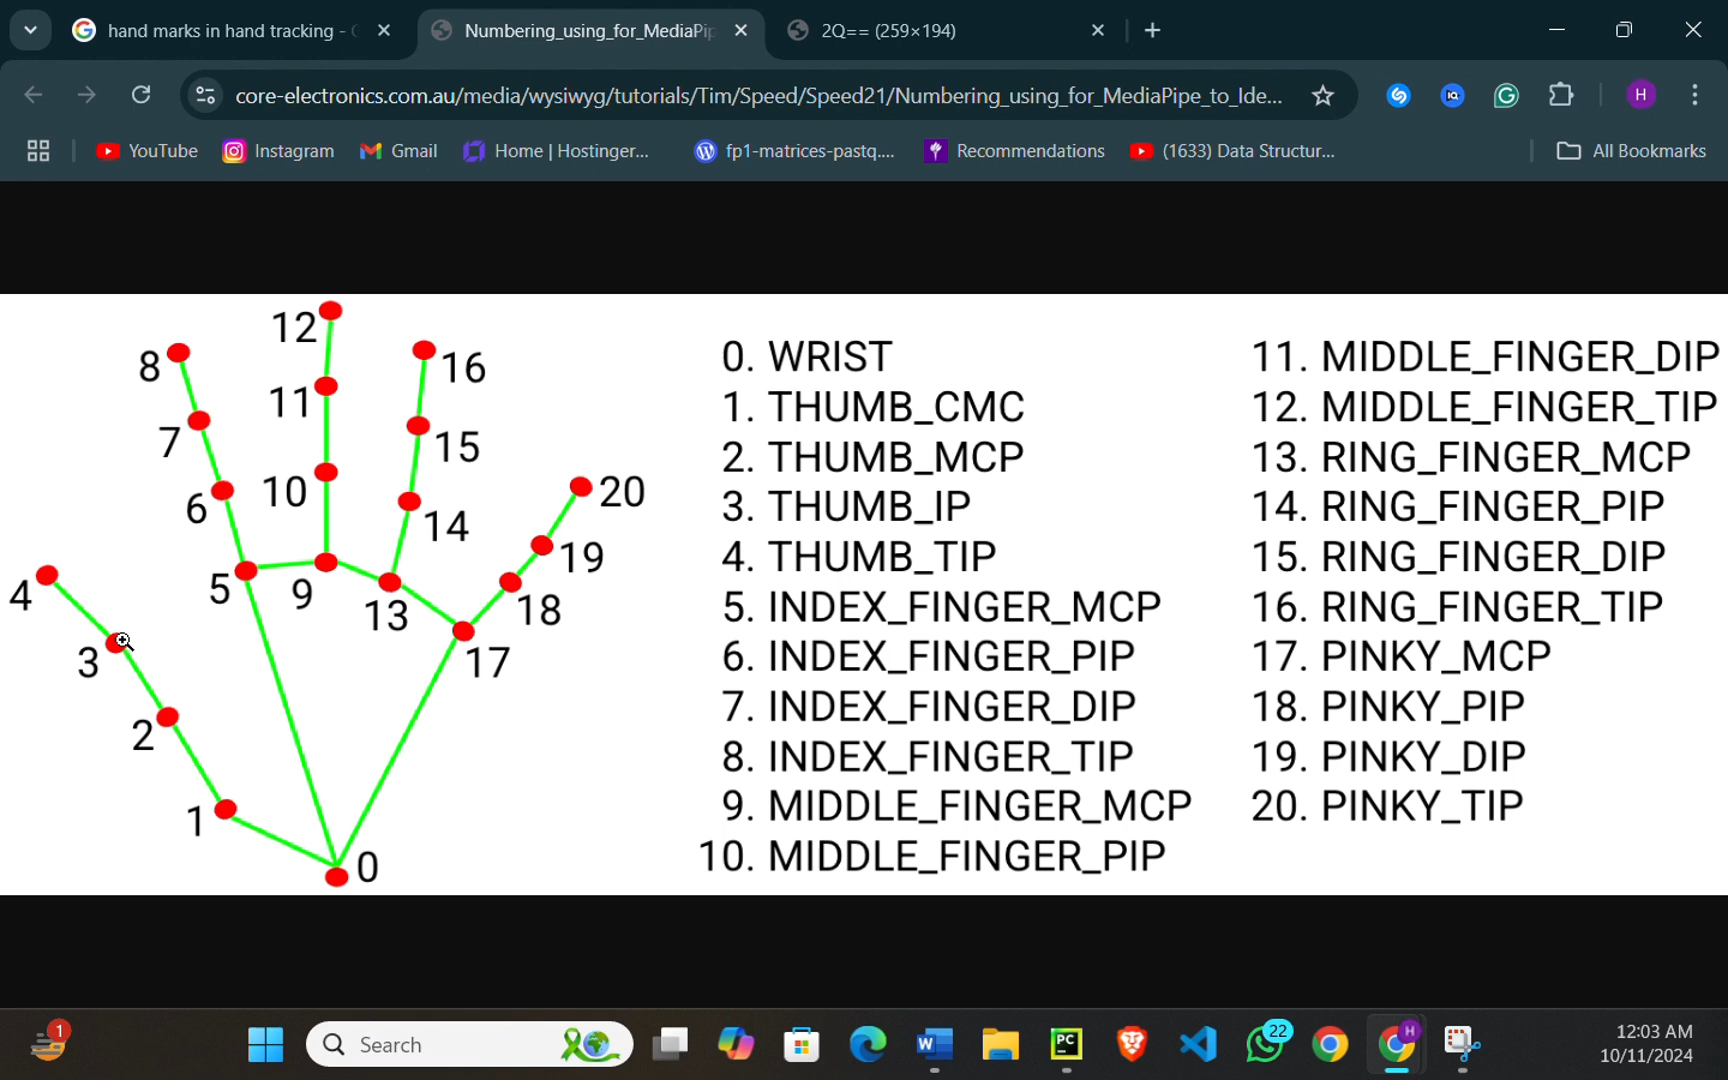 hand marks in hand tracking -
Numbering_using_for_MediaPip
2Q== (259×194)
core-electronics.com.au/media/wysiwyg/tutorials/Tim/Speed/Speed21/Numbering_using_for_MediaPipe_to_Ide...
H
YouTube
Instagram
Gmail
Home | Hostinger...
fp1-matrices-pastq....
Recommendations
(1633) Data Structur...
All Bookmarks
12
8
16
11
7
15
10
20
6
14
19
4
5
9
18
13
3
17
2
1
0
0. WRIST
1. THUMB_CMC
2. THUMB_MCP
3. THUMB_IP
4. THUMB_TIP
5. INDEX_FINGER_MCP
6. INDEX_FINGER_PIP
7. INDEX_FINGER_DIP
8. INDEX_FINGER_TIP
9. MIDDLE_FINGER_MCP
10. MIDDLE_FINGER_PIP
11. MIDDLE_FINGER_DIP
12. MIDDLE_FINGER_TIP
13. RING_FINGER_MCP
14. RING_FINGER_PIP
15. RING_FINGER_DIP
16. RING_FINGER_TIP
17. PINKY_MCP
18. PINKY_PIP
19. PINKY_DIP
20. PINKY_TIP
1
Search
W
PC
22
H
12:03 AM
10/11/2024